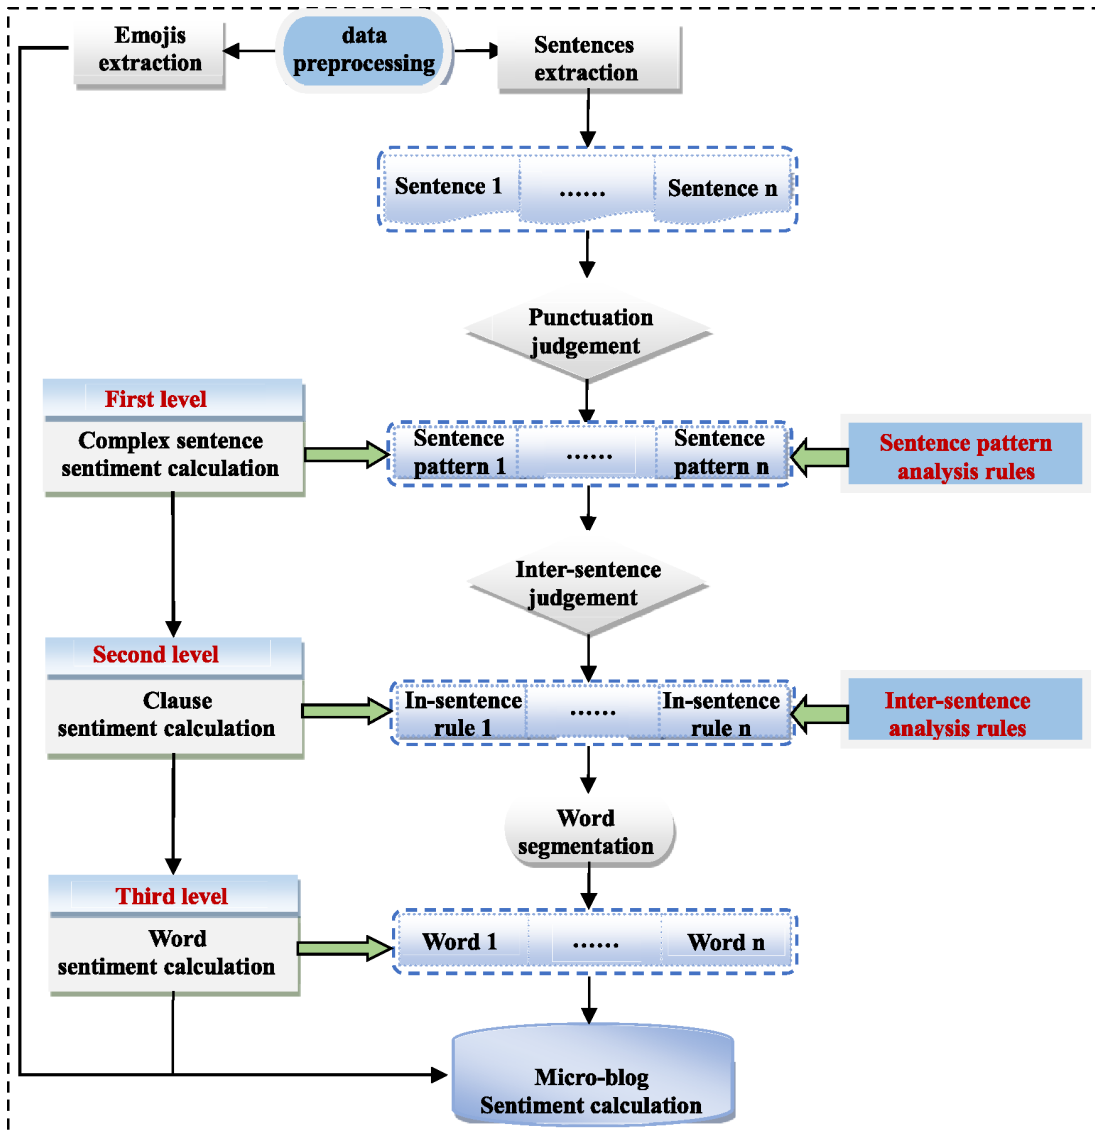 Emojis
extraction
data
preprocessing
Sentences
extraction
Sentence 1
......
Sentence n
Punctuation
judgement
First level
Complex sentence
sentiment calculation
Sentence
pattern 1
......
Sentence
pattern n
Sentence pattern
analysis rules
Inter-sentence
judgement
Second level
Clause
sentiment calculation
In-sentence
rule 1
......
In-sentence
rule n
Inter-sentence
analysis rules
Word
segmentation
Third level
Word
sentiment calculation
Word 1
......
Word n
Micro-blog
Sentiment calculation